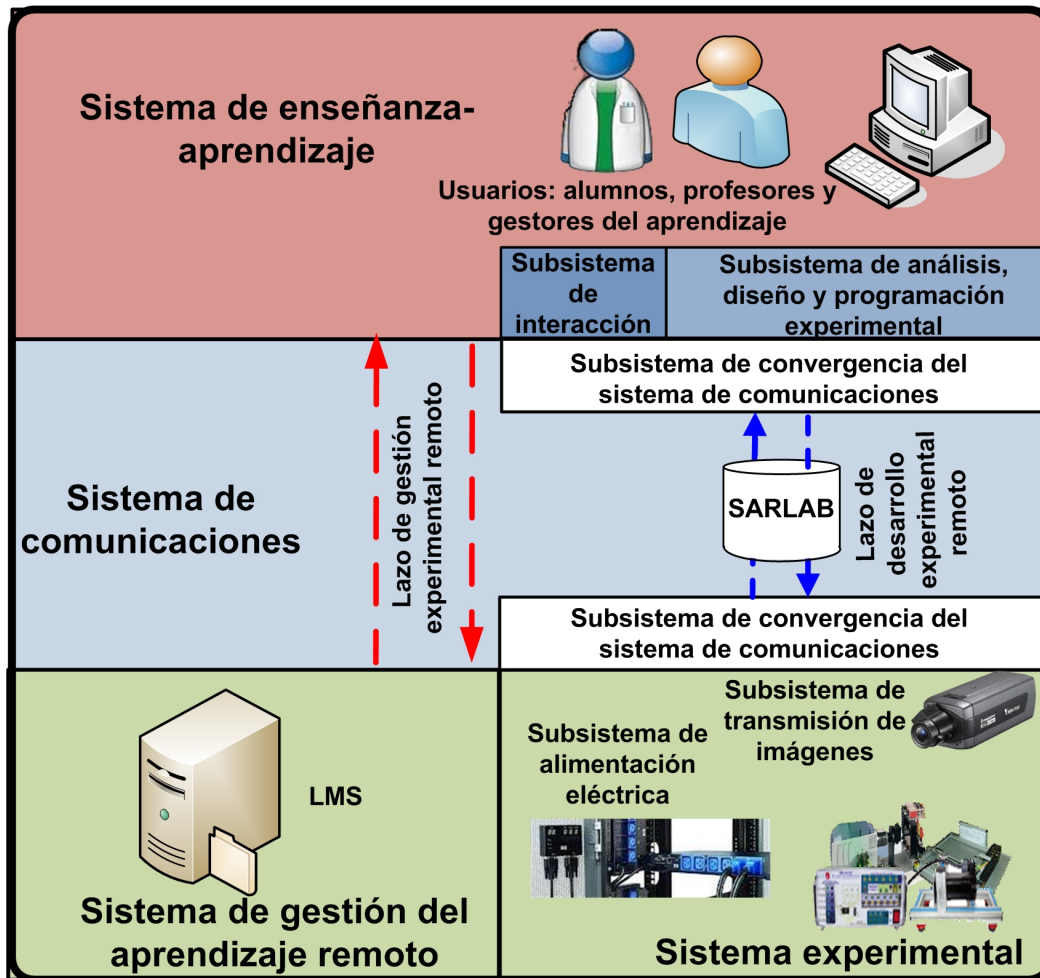 Sistema de enseñanza-
aprendizaje
Usuarios: alumnos, profesores y
gestores del aprendizaje
Subsistema
de
interacción
Subsistema de análisis,
diseño y programación
experimental
Subsistema de convergencia del
sistema de comunicaciones
Sistema de
comunicaciones
Lazo de gestión
experimental remoto
SARLAB
Lazo de
desarrollo
experimental
remoto
Subsistema de convergencia del
sistema de comunicaciones
LMS
Sistema de gestión del
aprendizaje remoto
Subsistema de
transmisión de
imágenes
Subsistema de
alimentación
eléctrica
Sistema experimental